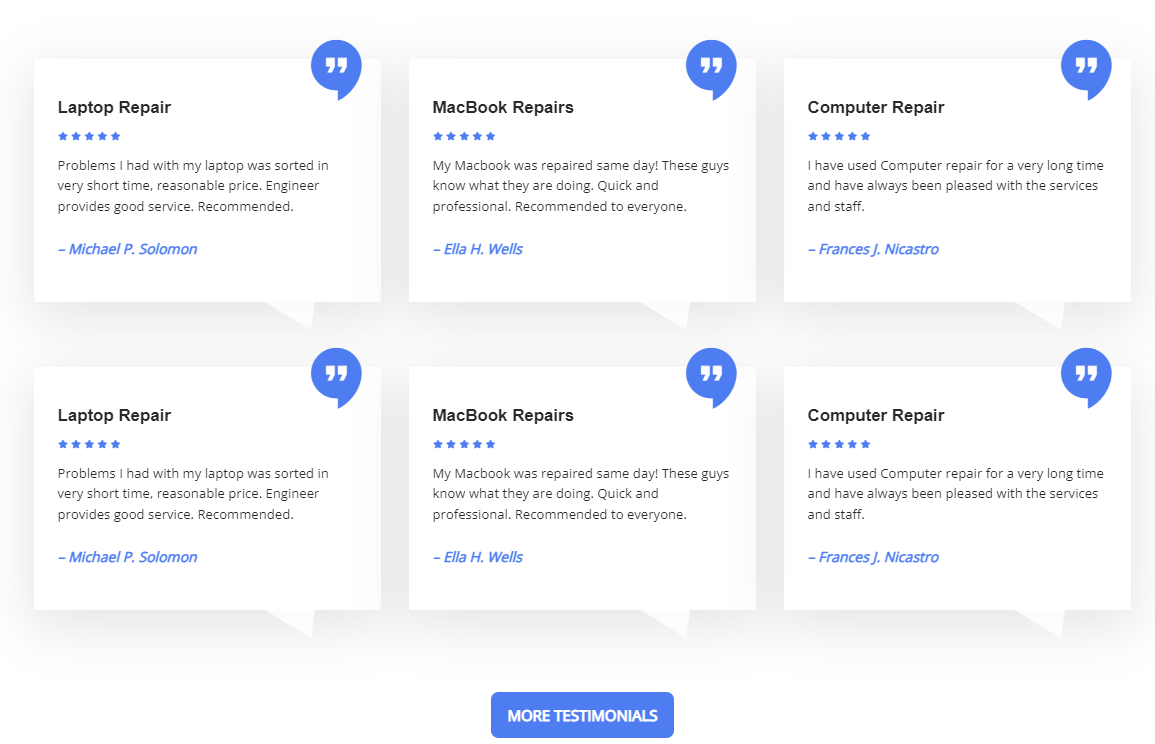 Laptop Repair
Problems I had with my laptop was sorted in
very short time, reasonable price. Engineer
provides good service. Recommended.
– Michael P. Solomon
MacBook Repairs
My Macbook was repaired same day! These guys
know what they are doing. Quick and
professional. Recommended to everyone.
– Ella H. Wells
Computer Repair
I have used Computer repair for a very long time
and have always been pleased with the services
and staff.
– Frances J. Nicastro
Laptop Repair
Problems I had with my laptop was sorted in
very short time, reasonable price. Engineer
provides good service. Recommended.
– Michael P. Solomon
MacBook Repairs
My Macbook was repaired same day! These guys
know what they are doing. Quick and
professional. Recommended to everyone.
– Ella H. Wells
Computer Repair
I have used Computer repair for a very long time
and have always been pleased with the services
and staff.
– Frances J. Nicastro
MORE TESTIMONIALS